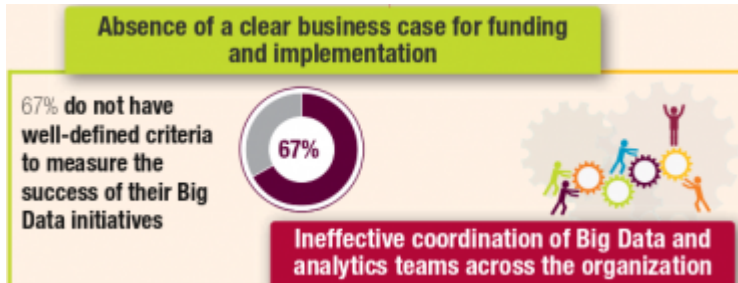 Absence of a clear business case for funding
and implementation
67% do not have
well-defined criteria
to measure the
success of their Big
Data initiatives
67%
Ineffective coordination of Big Data and
analytics teams across the organization